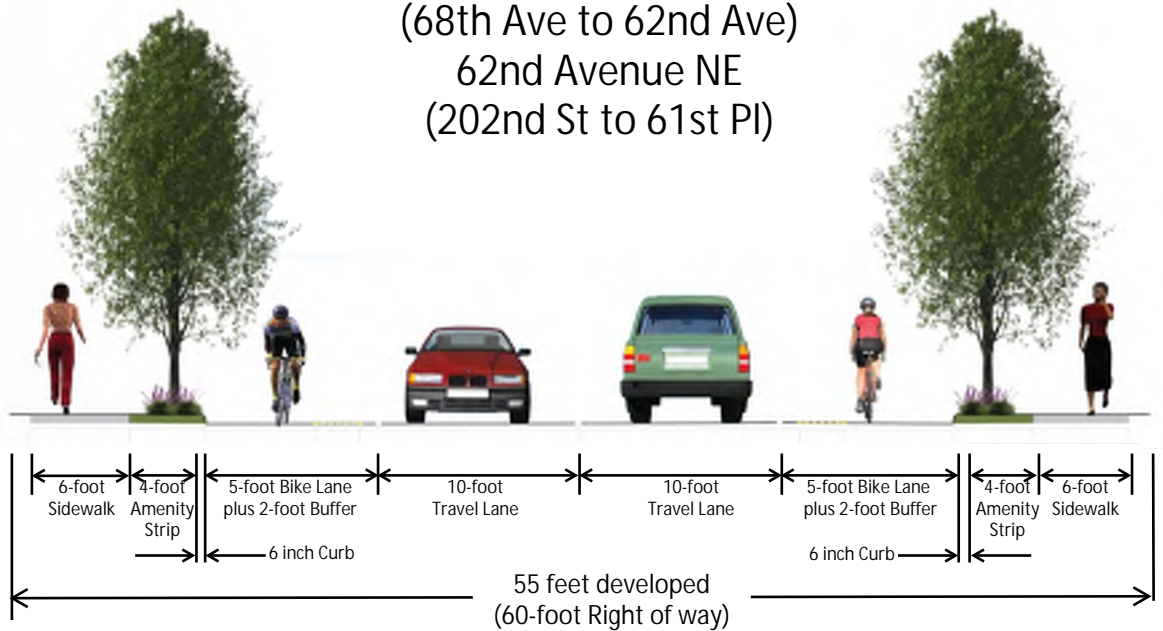 (68th Ave to 62nd Ave)
62nd Avenue NE
(202nd St to 61st Pl)
6-foot
Sidewalk
4-foot
Amenity
Strip
5-foot Bike Lane
plus 2-foot Buffer
10-foot
Travel Lane
10-foot
Travel Lane
5-foot Bike Lane
plus 2-foot Buffer
4-foot
Amenity
Strip
6-foot
Sidewalk
6 inch Curb
6 inch Curb
55 feet developed
(60-foot Right of way)